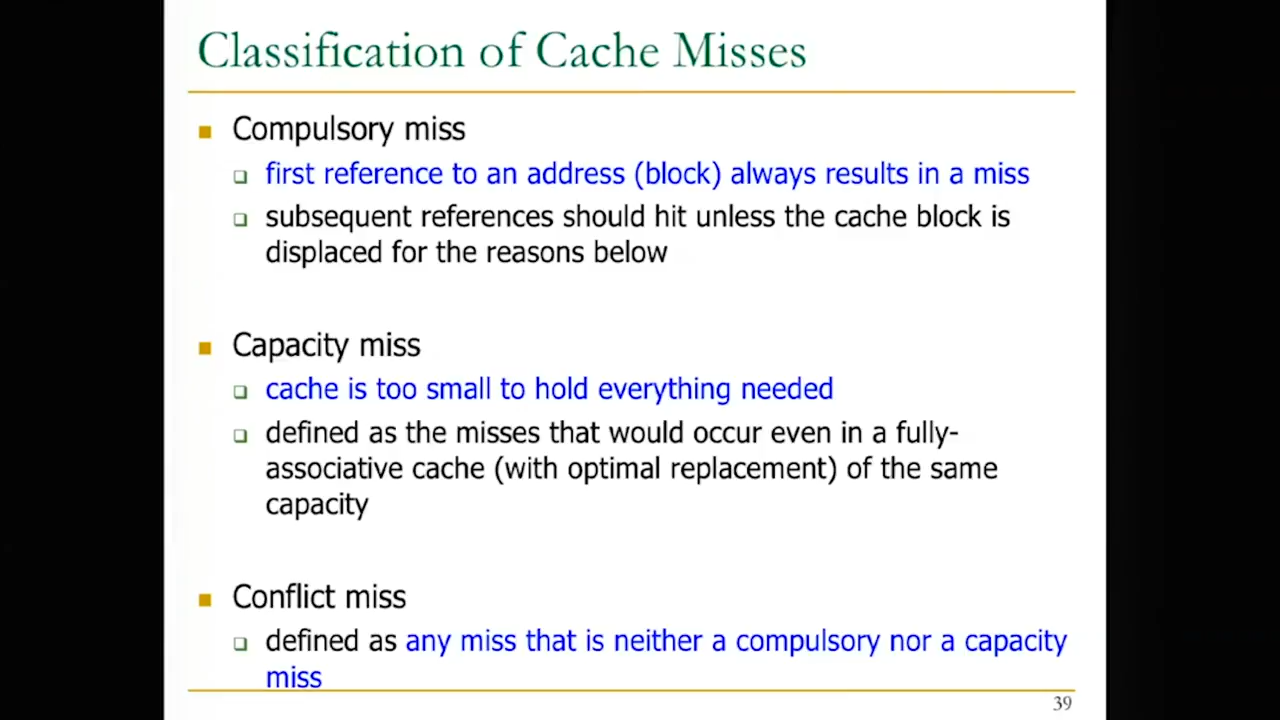 Classification of Cache Misses
Compulsory miss
first reference to an address (block) always results in a miss
subsequent references should hit unless the cache block is
displaced for the reasons below
Capacity miss
cache is too small to hold everything needed
defined as the misses that would occur even in a fully-
associative cache (with optimal replacement) of the same
capacity
Conflict miss
defined as any miss that is neither a compulsory nor a capacity
miss
39